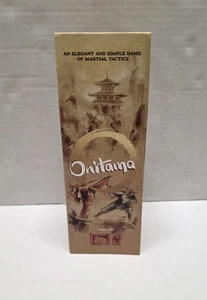 AN ELEGANT AND SIMPLE GAME
OF MARTIAL TACTICS
Onitama